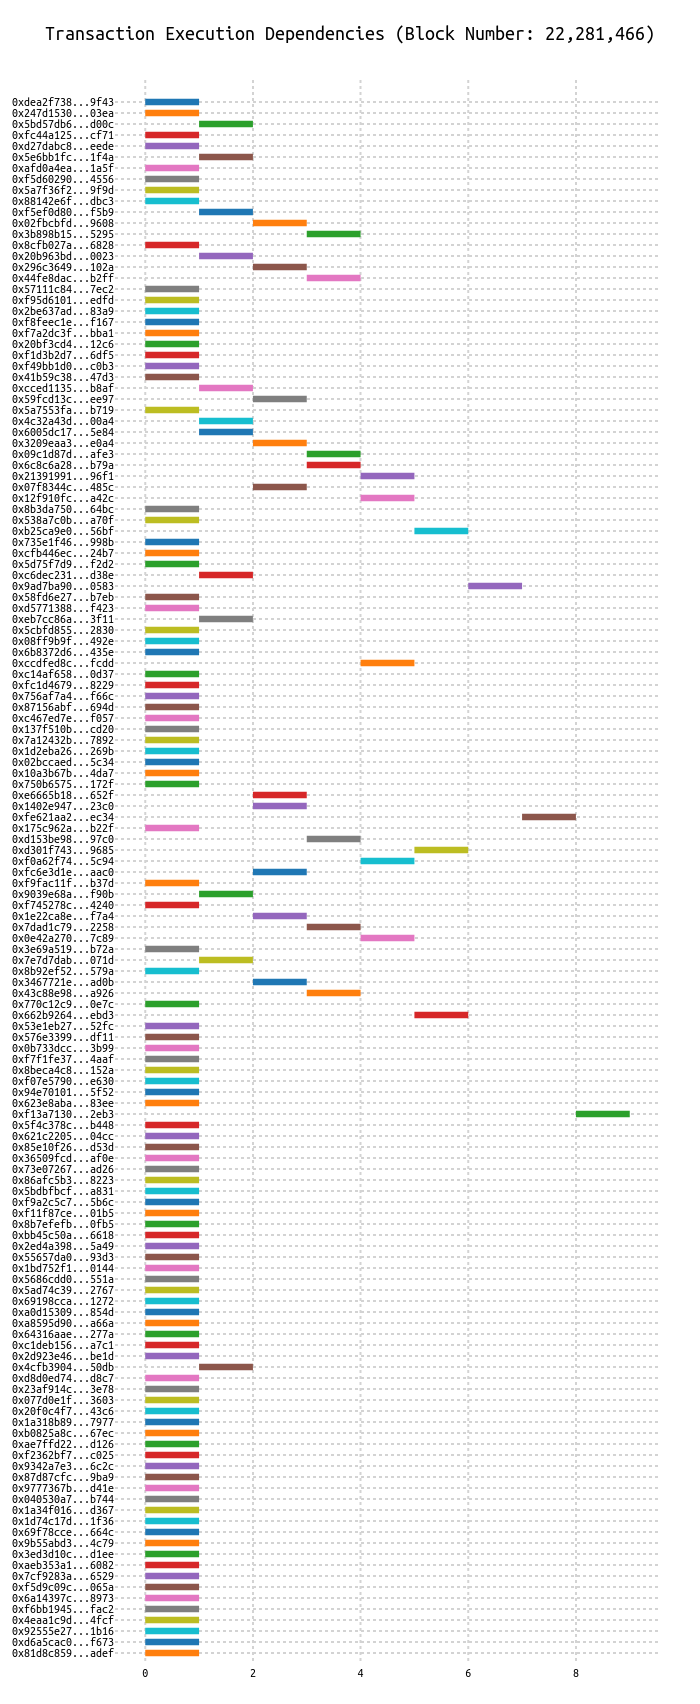 Transaction Execution Dependencies (Block Number: 22,281,466)
0xdea2f738...9f43
0x247d1530...03ea
0x5bd57db6...d00c
0xfc44a125...cf71
0xd27dabc8...eede
0x5e6bb1fc...1f4a
0xafd0a4ea...1a5f
0xf5d60290...4556
0x5a7f36f2...9f9d
0x88142e6f...dbc3
0xf5ef0d80...f5b9
0x02fbcbfd...9608
0x3b898b15...5295
0x8cfb027a...6828
0x20b963bd...0023
0x296c3649...102a
0x44fe8dac...b2ff
0x57111c84...7ec2
0xf95d6101...edfd
0x2be637ad...83a9
0xf8feec1e...f167
0xf7a2dc3f...bba1
0x20bf3cd4...12c6
0xf1d3b2d7...6df5
0xf49bb1d0...c0b3
0x41b59c38...47d3
0xcced1135...b8af
0x59fcd13c...ee97
0x5a7553fa...b719
0x4c32a43d...00a4
0x6005dc17...5e84
0x3209eaa3...e0a4
0x09c1d87d...afe3
0x6c8c6a28...b79a
0x21391991...96f1
0x07f8344c...485c
0x12f910fc...a42c
0x8b3da750...64bc
0x538a7c0b...a70f
0xb25ca9e0...56bf
0x735e1f46...998b
0xcfb446ec...24b7
0x5d75f7d9...f2d2
0xc6dec231...d38e
0x9ad7ba90...0583
0x58fd6e27...b7eb
0xd5771388...f423
0xeb7cc86a...3f11
0x5cbfd855...2830
0x08ff9b9f...492e
0x6b8372d6...435e
0xccdfed8c...fcdd
0xc14af658...0d37
0xfc1d4679...8229
0x756af7a4...f66c
0x87156abf...694d
0xc467ed7e...f057
0x137f510b...cd20
0x7a12432b...7892
0x1d2eba26...269b
0x02bccaed...5c34
0x10a3b67b...4da7
0x750b6575...172f
0xe6665b18...652f
0x1402e947...23c0
0xfe621aa2...ec34
0x175c962a...b22f
0xd153be98...97c0
0xd301f743...9685
0xf0a62f74...5c94
0xfc6e3d1e...aac0
0xf9fac11f...b37d
0x9039e68a...f90b
0xf745278c...4240
0x1e22ca8e...f7a4
0x7dad1c79...2258
0x0e42a270...7c89
0x3e69a519...b72a
0x7e7d7dab...071d
0x8b92ef52...579a
0x3467721e...ad0b
0x43c88e98...a926
0x770c12c9...0e7c
0x662b9264...ebd3
0x53e1eb27...52fc
0x576e3399...df11
0x0b733dcc...3b99
0xf7f1fe37...4aaf
0x8beca4c8...152a
0xf07e5790...e630
0x94e70101...5f52
0x623e8aba...83ee
0xf13a7130...2eb3
0x5f4c378c...b448
0x621c2205...04cc
0x85e10f26...d53d
0x36509fcd...af0e
0x73e07267...ad26
0x86afc5b3...8223
0x5bdbfbcf...a831
0xf9a2c5c7...5b6c
0xf11f87ce...01b5
0x8b7efefb...0fb5
0xbb45c50a...6618
0x2ed4a398...5a49
0x55657da0...93d3
0x1bd752f1...0144
0x5686cdd0...551a
0x5ad74c39...2767
0x69198cca...1272
0xa0d15309...854d
0xa8595d90...a66a
0x64316aae...277a
0xc1deb156...a7c1
0x2d923e46...be1d
0x4cfb3904...50db
0xd8d0ed74...d8c7
0x23af914c...3e78
0x077d0e1f...3603
0x20f0c4f7...43c6
0x1a318b89...7977
0xb0825a8c...67ec
0xae7ffd22...d126
0xf2362bf7...c025
0x9342a7e3...6c2c
0x87d87cfc...9ba9
0x9777367b...d41e
0x040530a7...b744
0x1a34f016...d367
0x1d74c17d...1f36
0x69f78cce...664c
0x9b55abd3...4c79
0x3ed3d10c...d1ee
0xaeb353a1...6082
0x7cf9283a...6529
0xf5d9c09c...065a
0x6a14397c...8973
0xf6bb1945...fac2
0x4eaa1c9d...4fcf
0x92555e27...1b16
0xd6a5cac0...f673
0x81d8c859...adef
0 2 4 6 8